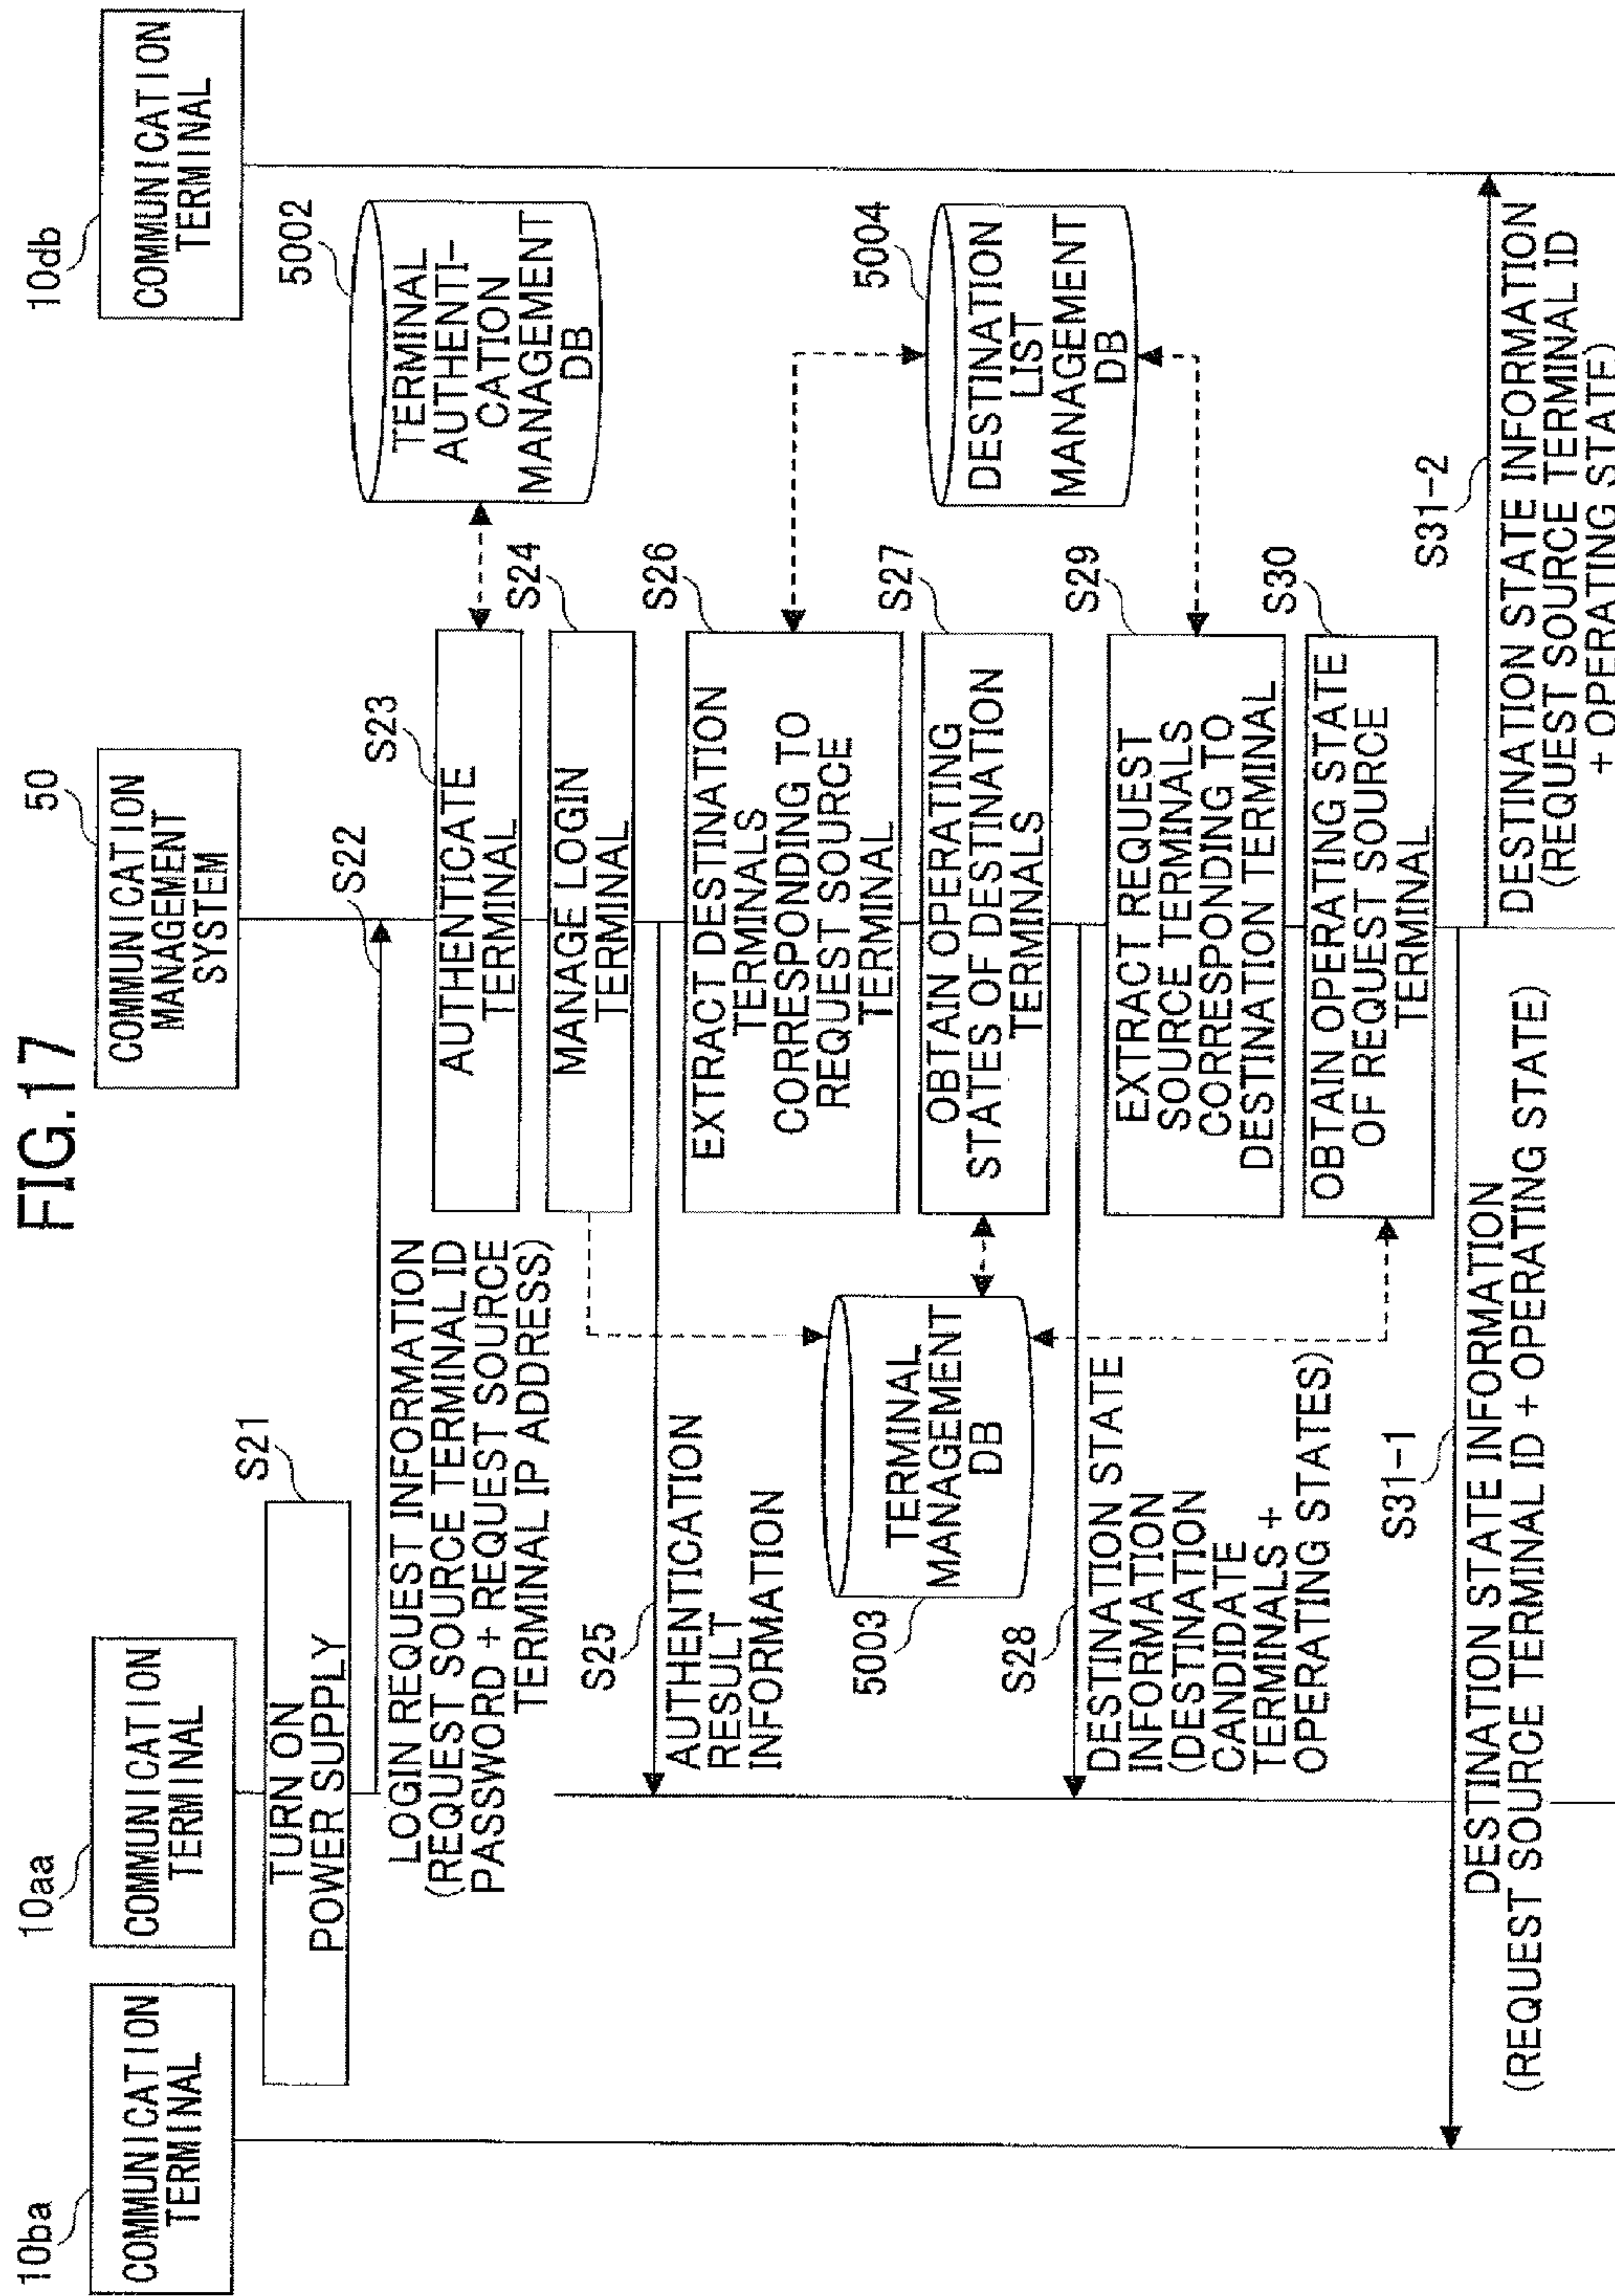 FIG.17
10ba
COMMUNICATION
TERMINAL
10aa
COMMUNICATION
TERMINAL
50
COMMUNICATION
MANAGEMENT
SYSTEM
10db
COMMUNICATION
TERMINAL
S21
TURN ON
POWER SUPPLY
S22
LOGIN REQUEST INFORMATION
(REQUEST SOURCE TERMINAL ID
PASSWORD + REQUEST SOURCE
TERMINAL IP ADDRESS)
S23
AUTHENTICATE
TERMINAL
5002
TERMINAL
AUTHENTI-
CATION
MANAGEMENT
DB
S24
MANAGE LOGIN
TERMINAL
S25
AUTHENTICATION
RESULT
INFORMATION
S26
EXTRACT DESTINATION
TERMINALS
CORRESPONDING TO
REQUEST SOURCE
TERMINAL
5003
TERMINAL
MANAGEMENT
DB
S27
OBTAIN OPERATING
STATES OF DESTINATION
TERMINALS
5004
DESTINATION
LIST
MANAGEMENT
DB
S28
DESTINATION STATE
INFORMATION
(DESTINATION
CANDIDATE
TERMINALS +
OPERATING STATES)
S29
EXTRACT REQUEST
SOURCE TERMINALS
CORRESPONDING TO
DESTINATION TERMINAL
S30
OBTAIN OPERATING STATE
OF REQUEST SOURCE
TERMINAL
S31-1
DESTINATION STATE INFORMATION
(REQUEST SOURCE TERMINAL ID + OPERATING STATE)
S31-2
DESTINATION STATE INFORMATION
(REQUEST SOURCE TERMINAL ID
+ OPERATING STATE)